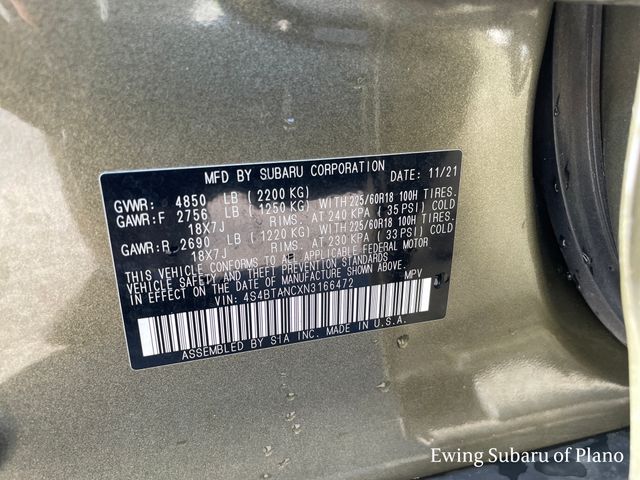 MFD BY SUBARU CORPORATION DATE: 11/21
GVWR: 4850 LB (2200 KG)
GAWR:F 2756 LB (1250 KG) WITH 225/60R18 100H TIRES.
18X7J RIMS. AT 240 KPA (35 PSI) COLD
GAWR:R 2690 LB (1220 KG) WITH 225/60R18 100H TIRES.
18X7J RIMS. AT 230 KPA (33 PSI) COLD
THIS VEHICLE CONFORMS TO ALL APPLICABLE FEDERAL MOTOR
VEHICLE SAFETY, BUMPER, AND THEFT PREVENTION STANDARDS IN
EFFECT ON THE DATE OF MANUFACTURE SHOWN ABOVE.
VIN: 4S4BTANCXN3166472 MPV
ASSEMBLED BY SIA INC. MADE IN U.S.A.
Ewing Subaru of Plano